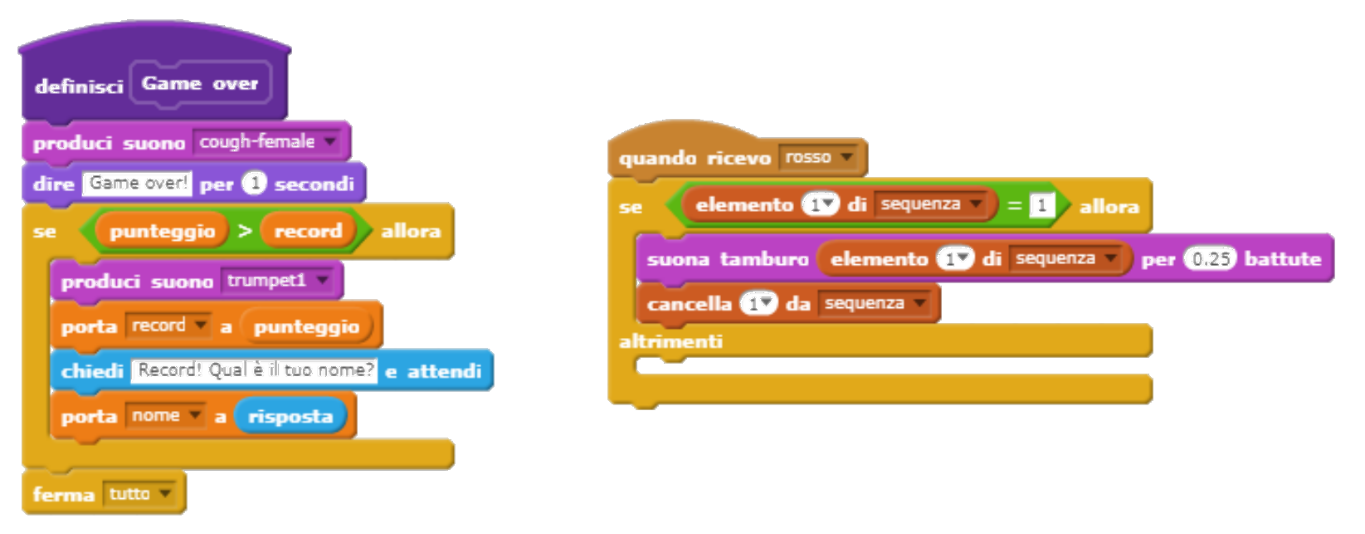 definisci Game over
produci suono cough-female
dire Game over! per 1 secondi
se punteggio > record allora
produci suono trumpet1
porta record a punteggio
chiedi Record! Qual è il tuo nome? e attendi
porta nome a risposta
ferma tutto
quando ricevo rosso
se elemento 1 di sequenza = 1 allora
suona tamburo elemento 1 di sequenza per 0.25 battute
cancella 1 da sequenza
altrimenti